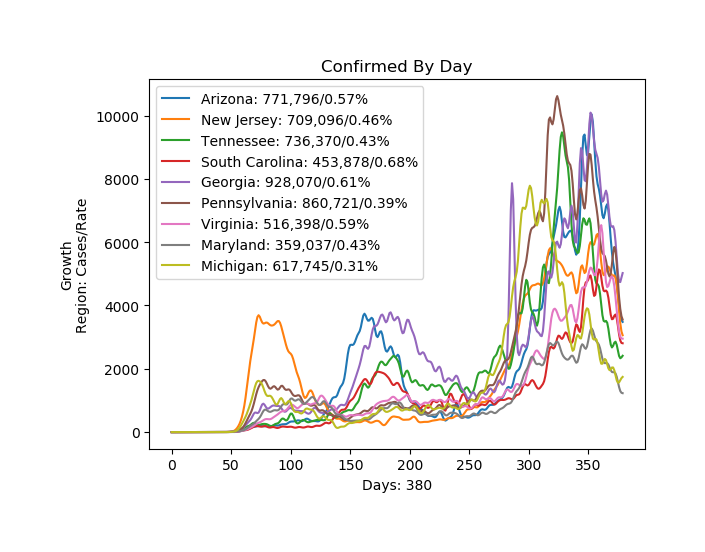 Confirmed By Day
Growth
Region: Cases/Rate
10000
8000
6000
4000
2000
0
Arizona: 771,796/0.57%
New Jersey: 709,096/0.46%
Tennessee: 736,370/0.43%
South Carolina: 453,878/0.68%
Georgia: 928,070/0.61%
Pennsylvania: 860,721/0.39%
Virginia: 516,398/0.59%
Maryland: 359,037/0.43%
Michigan: 617,745/0.31%
0 50 100 150 200 250 300 350
Days: 380